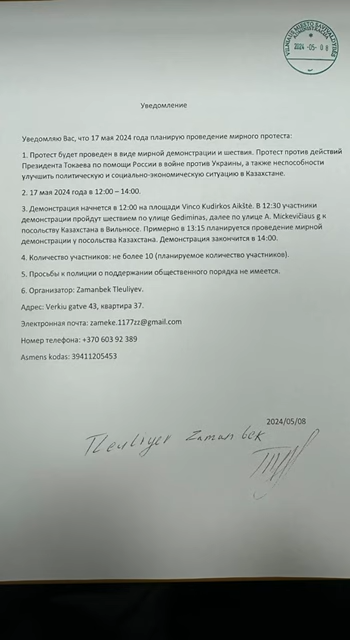 VILNIAUS MIESTO SAVIVALDYBĖS
ADMINISTRACIJA
2024 -05- 08
Уведомление
Уведомляю Вас, что 17 мая 2024 года планирую проведение мирного протеста:
1. Протест будет проведен в виде мирной демонстрации и шествия. Протест против действий
Президента Токаева по помощи России в войне против Украины, а также неспособности
улучшить политическую и социально-экономическую ситуацию в Казахстане.
2. 17 мая 2024 года в 12:00 – 14:00.
3. Демонстрация начнется в 12:00 на площади Vinco Kudirkos Aikštė. В 12:30 участники
демонстрации пройдут шествием по улице Gediminas, далее по улице A. Mickevičiaus g к
посольству Казахстана в Вильнюсе. Примерно в 13:15 планируется проведение мирной
демонстрации у посольства Казахстана. Демонстрация закончится в 14:00.
4. Количество участников: не более 10 (планируемое количество участников).
5. Просьбы к полиции о поддержании общественного порядка не имеется.
6. Организатор: Zamanbek Tleuliyev.
Адрес: Verkiu gatve 43, квартира 37.
Электронная почта: zameke.1177zz@gmail.com
Номер телефона: +370 603 92 389
Asmens kodas: 39411205453
2024/05/08
Tleuliyev Zamanbek